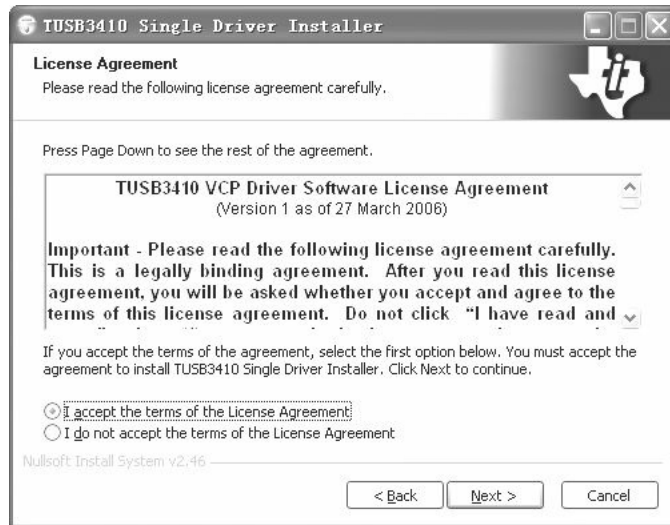 TUSB3410 Single Driver Installer
License Agreement
Please read the following license agreement carefully.
Press Page Down to see the rest of the agreement.
TUSB3410 VCP Driver Software License Agreement
(Version 1 as of 27 March 2006)
Important - Please read the following license agreement carefully.
This is a legally binding agreement. After you read this license
agreement, you will be asked whether you accept and agree to the
terms of this license agreement. Do not click “I have read and
If you accept the terms of the agreement, select the first option below. You must accept the
agreement to install TUSB3410 Single Driver Installer. Click Next to continue.
I accept the terms of the License Agreement
I do not accept the terms of the License Agreement
Nullsoft Install System v2.46
< Back
Next >
Cancel